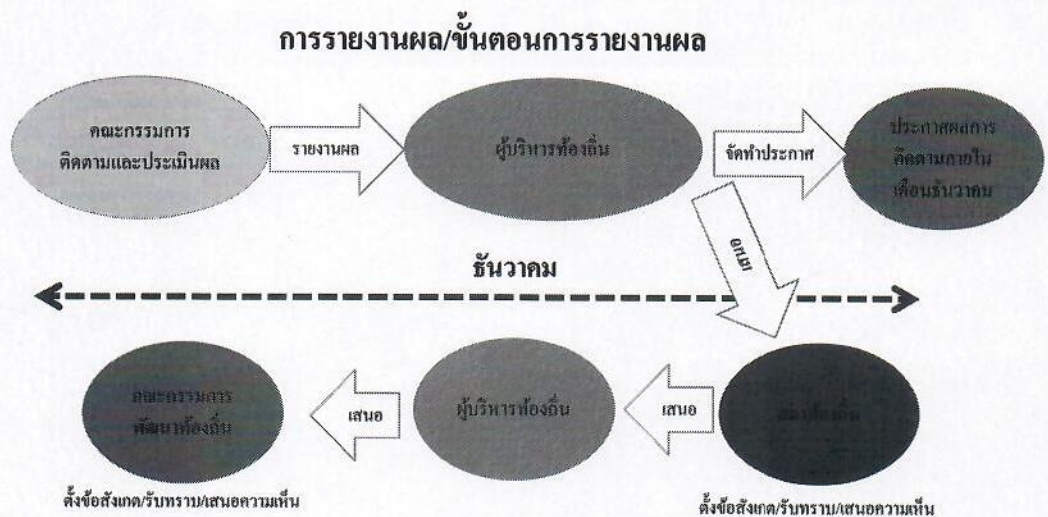 การรายงานผล/ขั้นตอนการรายงานผล
คณะกรรมการ
ติดตามและประเมินผล
รายงานผล
ผู้บริหารท้องถิ่น
จัดทำประกาศ
ประกาศผลการ
ติดตามภายใน
เดือนธันวาคม
เสนอ
ธันวาคม
คณะกรรมการ
พัฒนาท้องถิ่น
เสนอ
ผู้บริหารท้องถิ่น
เสนอ
สภาท้องถิ่น
ตั้งข้อสังเกต/รับทราบ/เสนอความเห็น
ตั้งข้อสังเกต/รับทราบ/เสนอความเห็น